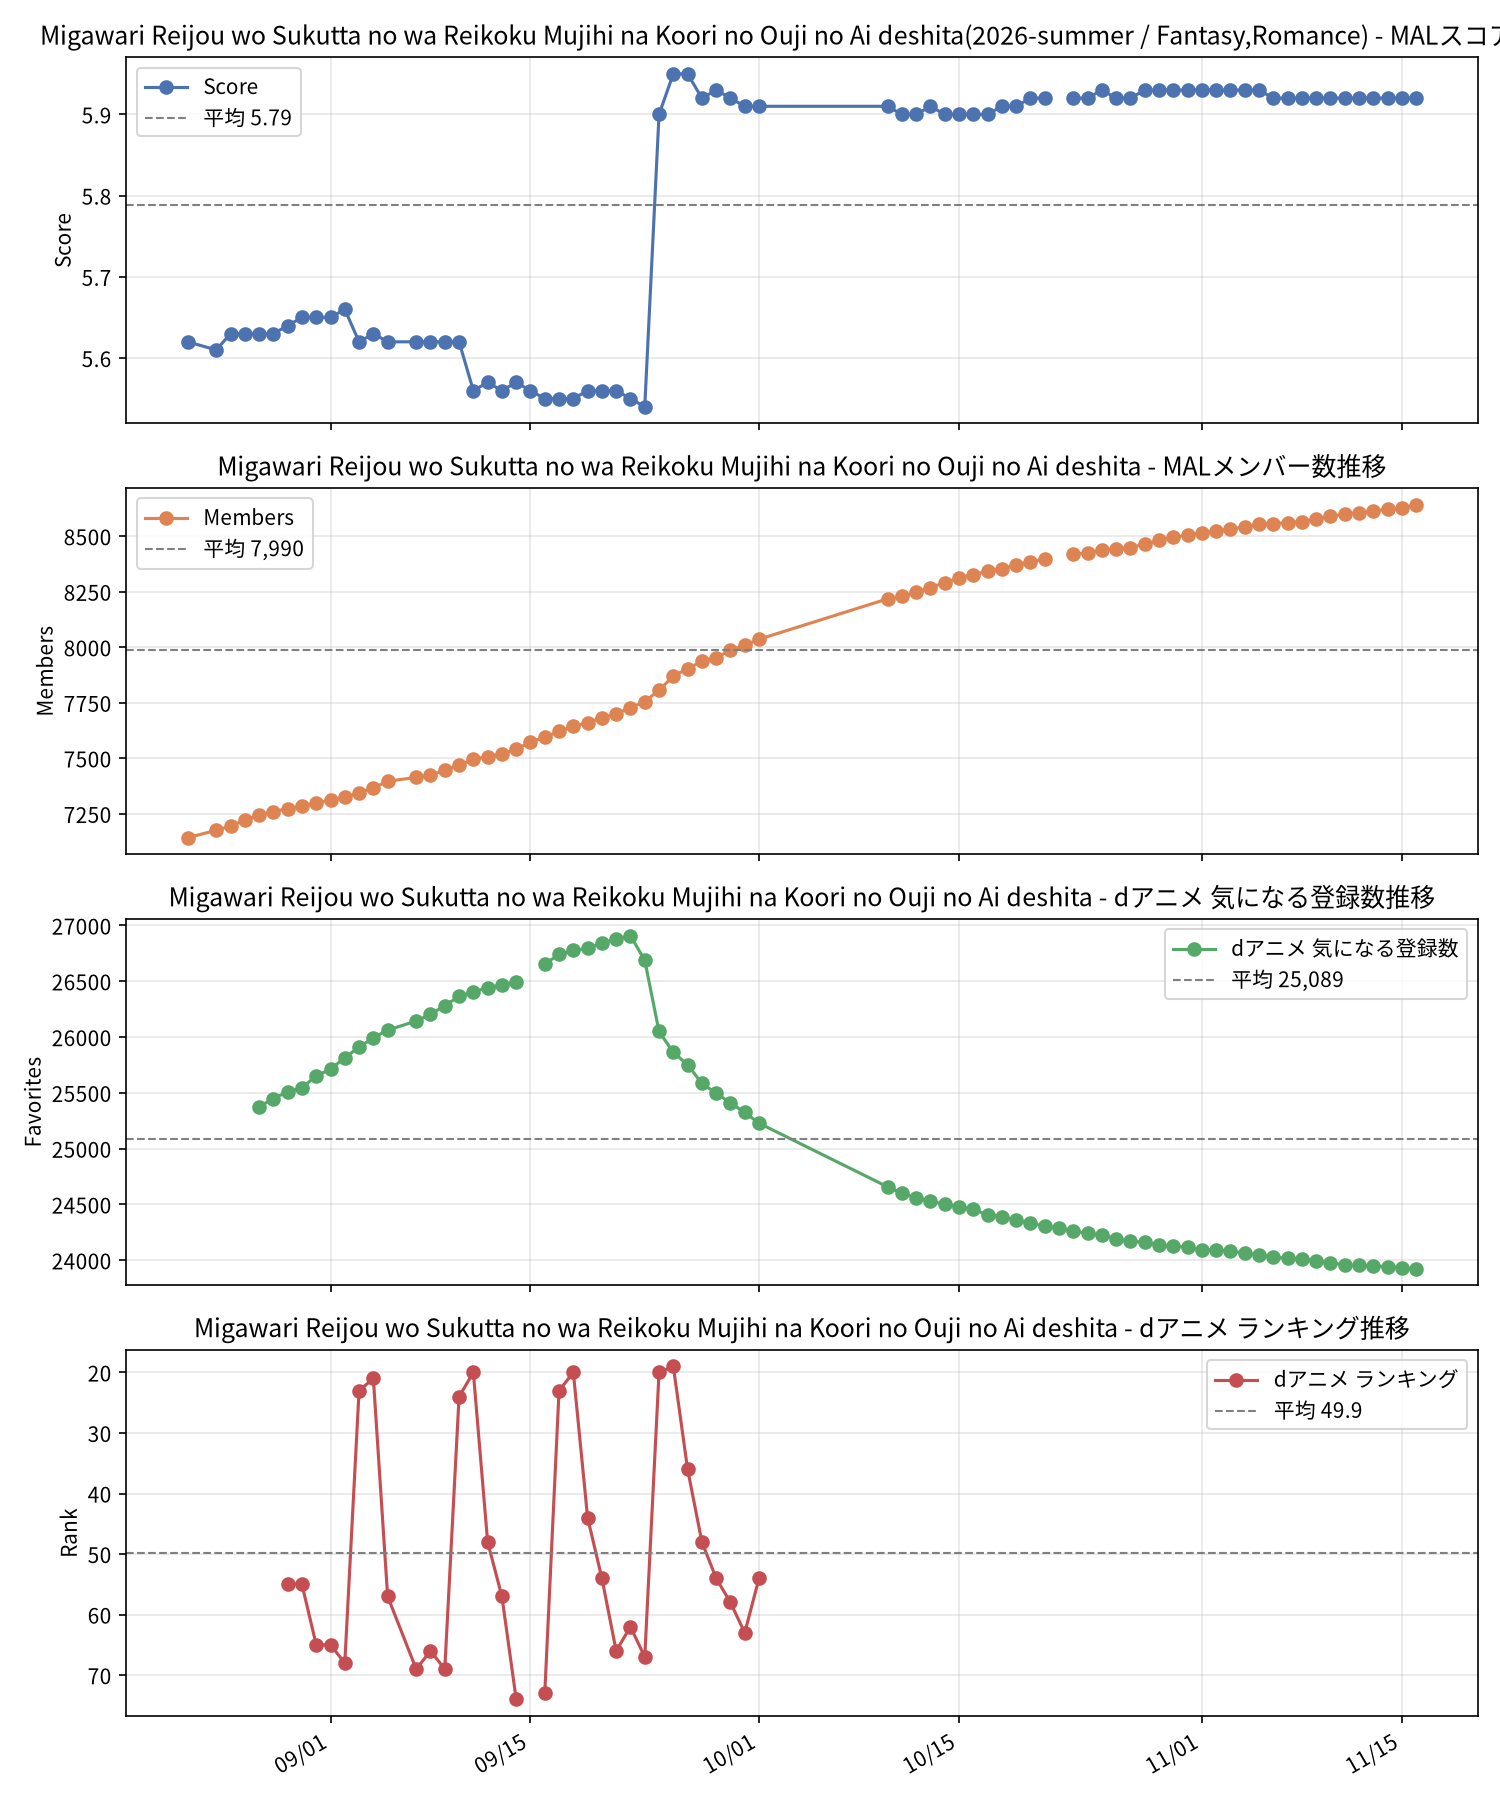 Migawari Reijou wo Sukutta no wa Reikoku Mujihi na Koori no Ouji no Ai deshita(2026-summer / Fantasy,Romance) - MALスコア
Score
平均 5.79
Score
5.9
5.8
5.7
5.6
Migawari Reijou wo Sukutta no wa Reikoku Mujihi na Koori no Ouji no Ai deshita - MALメンバー数推移
Members
平均 7,990
Members
8500
8250
8000
7750
7500
7250
Migawari Reijou wo Sukutta no wa Reikoku Mujihi na Koori no Ouji no Ai deshita - dアニメ 気になる登録数推移
dアニメ 気になる登録数
平均 25,089
Favorites
27000
26500
26000
25500
25000
24500
24000
Migawari Reijou wo Sukutta no wa Reikoku Mujihi na Koori no Ouji no Ai deshita - dアニメ ランキング推移
dアニメ ランキング
平均 49.9
Rank
20
30
40
50
60
70
09/01
09/15
10/01
10/15
11/01
11/15